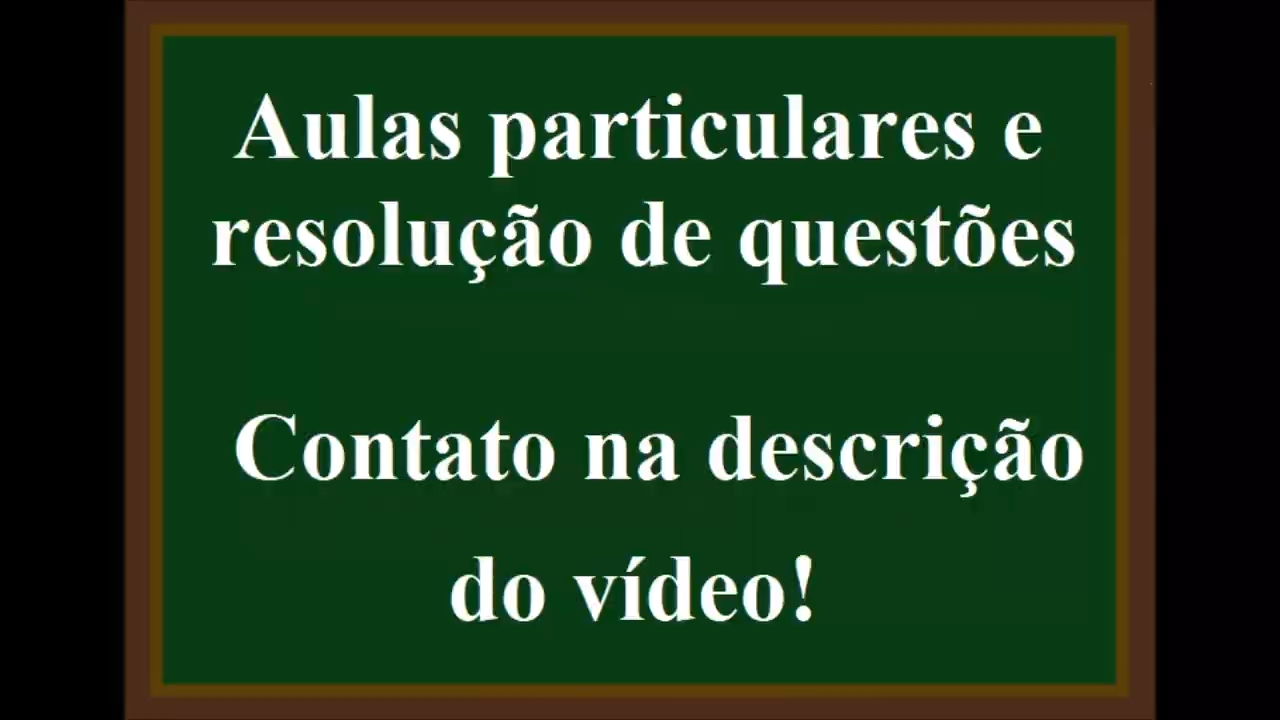 Aulas particulares e
resolução de questões
Contato na descrição
do vídeo!